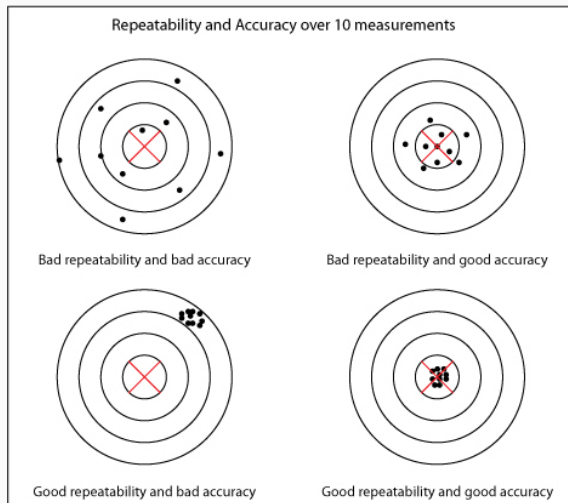 Repeatability and Accuracy over 10 measurements
Bad repeatability and bad accuracy
Bad repeatability and good accuracy
Good repeatability and bad accuracy
Good repeatability and good accuracy